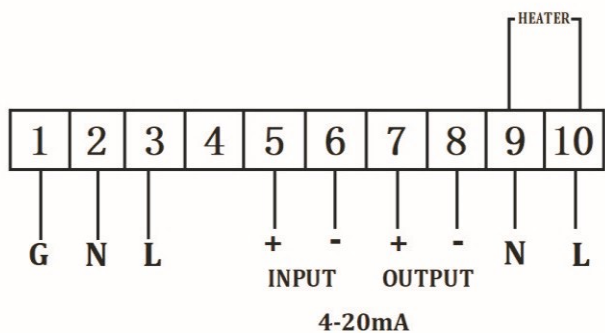 HEATER
1 2 3 4 5 6 7 8 9 10
G N L + - + - N L
INPUT OUTPUT
4-20mA